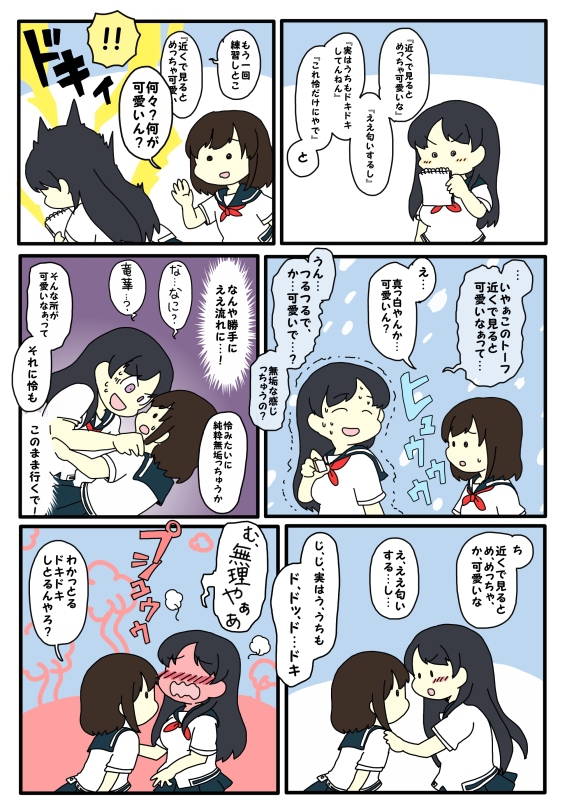 『近くで見ると
めっちゃ可愛いな』
『ええ匂いするし』
『実はうちもドキドキ
してんねん』
『これ怜だけにやで』
と
もう一回
練習しとこ
『近くで見ると
めっちゃ可愛い、
何々？何が
可愛いん？
!!
ドキィ
…
いやぁこのトーフ
近くで見ると
可愛いなぁって…
え…
真っ白やんか…
可愛いん？
うん…
つるつるで、
か…可愛いで…？
無垢な感じ
っちゅうの？
ヒュウウウ
なんや勝手に
ええ流れに…！
な…なに？
竜華…？
怜みたいに
純粋無垢っちゅうか
そんな所が
可愛いなぁって
それに怜も
このまま行くでー！
ち
近くで見ると
めめっちゃ、
か、可愛いな
え、ええ匂い
する…し…
じ、じ、実はう、うちも
ド、ドッ、ド…ドキ
む、無理やぁぁ
プシュウウウ
わかっとる
ドキドキ
しとるんやろ？